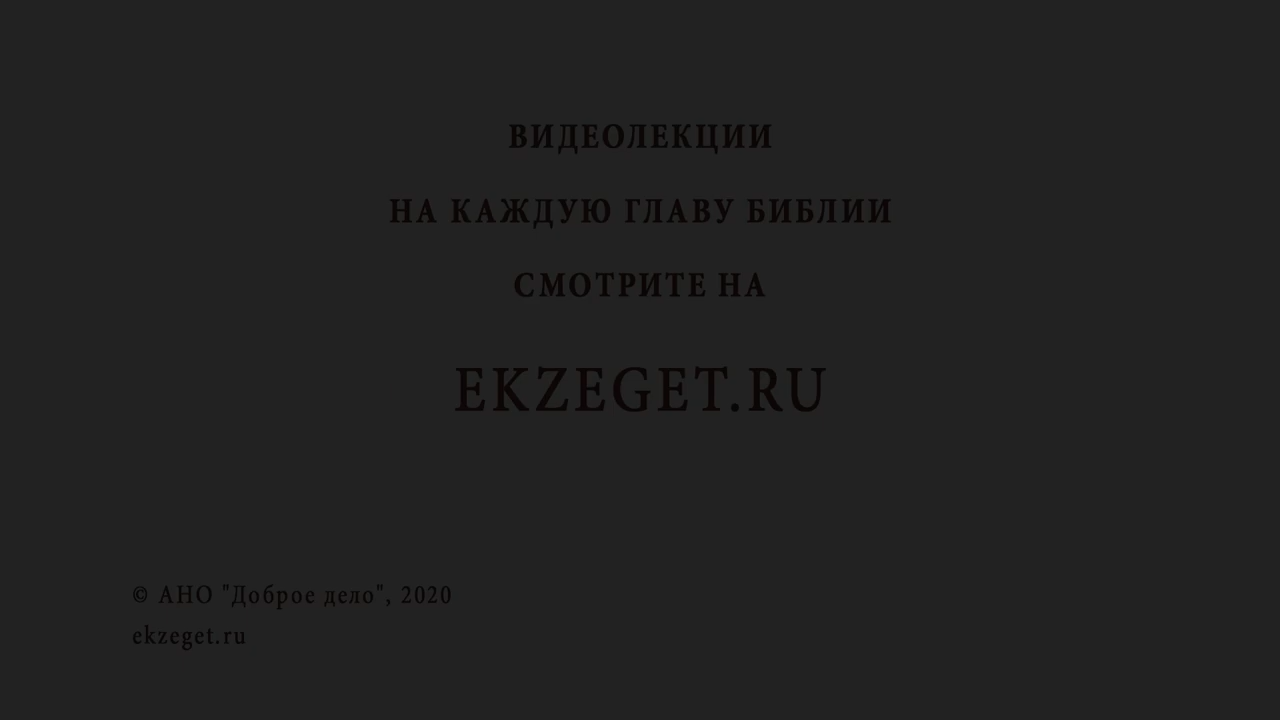 ВИДЕОЛЕКЦИИ
НА КАЖДУЮ ГЛАВУ БИБЛИИ
СМОТРИТЕ НА
EKZEGET.RU
© АНО "Доброе дело", 2020
ekzeget.ru